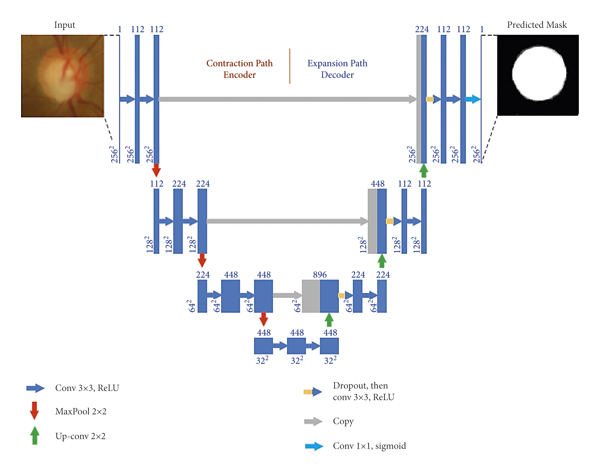 Input
Predicted Mask
1 112 112
224 112 112 1
Contraction Path
Encoder
Expansion Path
Decoder
256² 256² 256²
256² 256² 256² 256²
112 224 224
448 112 112
128² 128² 128²
128² 128² 128²
224 448 448
896 224 224
64² 64² 64²
64² 64² 64²
448 448 448
32² 32² 32²
Conv 3×3, ReLU
MaxPool 2×2
Up-conv 2×2
Dropout, then
conv 3×3, ReLU
Copy
Conv 1×1, sigmoid